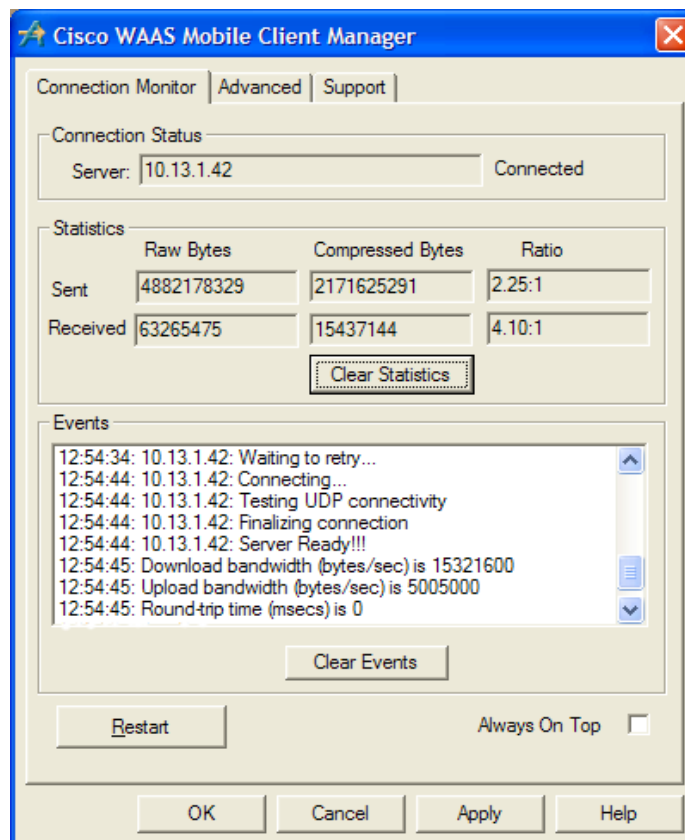 Cisco WAAS Mobile Client Manager
Connection Monitor Advanced Support
Connection Status
Server: 10.13.1.42 Connected
Statistics
Raw Bytes Compressed Bytes Ratio
Sent 4882178329 2171625291 2.25:1
Received 63265475 15437144 4.10:1
Clear Statistics
Events
12:54:34: 10.13.1.42: Waiting to retry...
12:54:44: 10.13.1.42: Connecting...
12:54:44: 10.13.1.42: Testing UDP connectivity
12:54:44: 10.13.1.42: Finalizing connection
12:54:44: 10.13.1.42: Server Ready!!!
12:54:45: Download bandwidth (bytes/sec) is 15321600
12:54:45: Upload bandwidth (bytes/sec) is 5005000
12:54:45: Round-trip time (msecs) is 0
Clear Events
Restart Always On Top
OK Cancel Apply Help